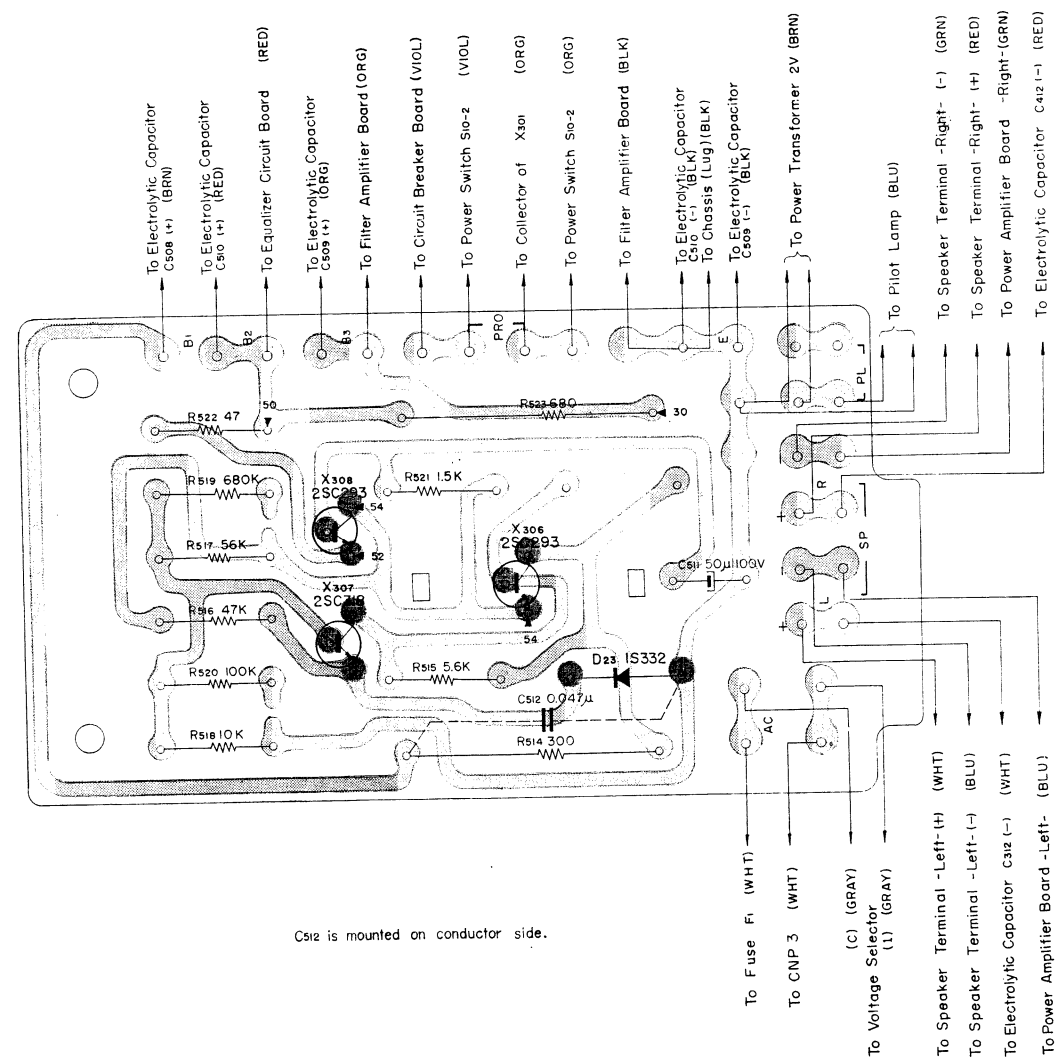 To Electrolytic Capacitor
C508 (+) (BRN)
To Electrolytic Capacitor
C510 (+) (RED)
To Equalizer Circuit Board (RED)
To Electrolytic Capacitor
C509 (+) (ORG)
To Filter Amplifier Board (ORG)
To Circuit Breaker Board (VIOL)
To Power Switch S10-2 (VIOL)
To Collector of X301 (ORG)
To Power Switch S10-2 (ORG)
To Filter Amplifier Board (BLK)
To Electrolytic Capacitor
C510 (-) (BLK)
To Chassis (Lug) (BLK)
To Electrolytic Capacitor
C509 (-) (BLK)
To Power Transformer 2V (BRN)
To Pilot Lamp (BLU)
To Speaker Terminal -Right- (-) (GRN)
To Speaker Terminal -Right- (+) (RED)
To Power Amplifier Board -Right- (GRN)
To Electrolytic Capacitor C412 (-) (RED)
B1
B2
B3
PRO
E
PL
50
R522 47
R523 680
30
R519 680K
X308
2SC293
54
R521 1.5K
R
+
SP
R517 56K
52
X306
2SC293
C511 50μ/100V
-
L
X307
R516 47K
54
+
R520 100K
R515 5.6K
D23 1S332
C512 0.047μ
R518 10K
R514 300
AC
C512 is mounted on conductor side.
To Fuse F1 (WHT)
To CNP 3 (WHT)
(C) (GRAY)
To Voltage Selector
(1) (GRAY)
To Speaker Terminal -Left- (+) (WHT)
To Speaker Terminal -Left- (-) (BLU)
To Electrolytic Capacitor C312 (-) (WHT)
To Power Amplifier Board -Left- (BLU)